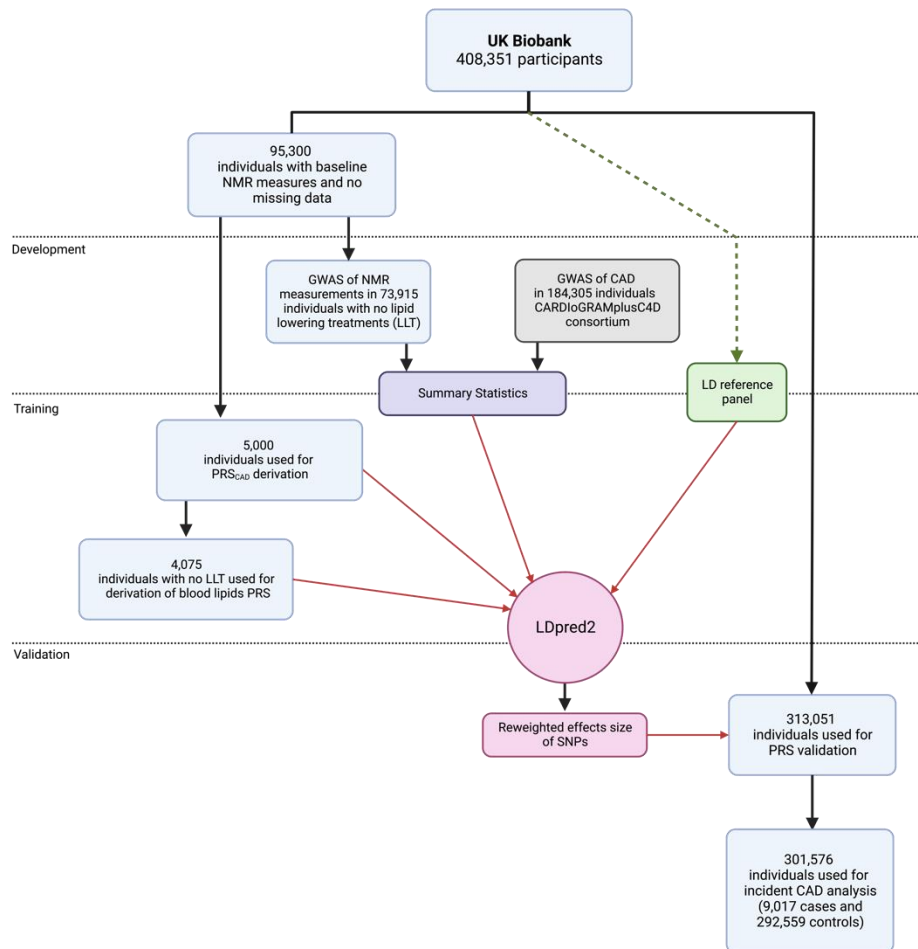 UK Biobank
408,351 participants
95,300
individuals with baseline
NMR measures and no
missing data
Development
GWAS of NMR
measurements in 73,915
individuals with no lipid
lowering treatments (LLT)
GWAS of CAD
in 184,305 individuals
CARDIoGRAMplusC4D
consortium
Summary Statistics
LD reference
panel
Training
5,000
individuals used for
PRSCAD derivation
4,075
individuals with no LLT used for
derivation of blood lipids PRS
LDpred2
Validation
Reweighted effects size
of SNPs
313,051
individuals used for
PRS validation
301,576
individuals used for
incident CAD analysis
(9,017 cases and
292,559 controls)